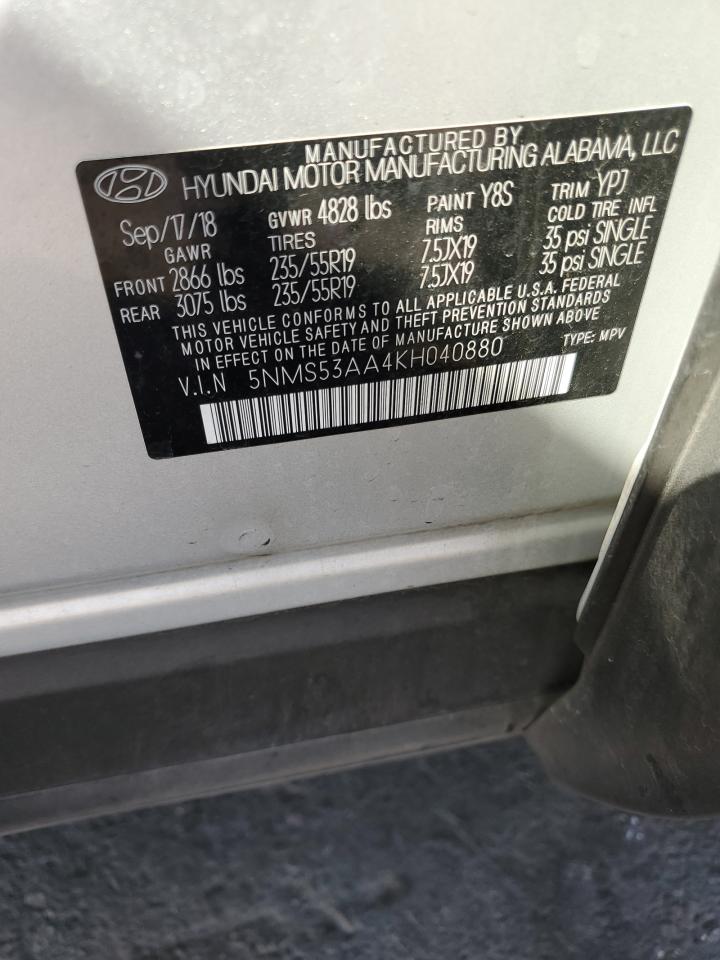 MANUFACTURED BY
HYUNDAI MOTOR MANUFACTURING ALABAMA, LLC
Sep/17/18 GVWR 4828 lbs PAINT Y8S TRIM YPJ
GAWR TIRES RIMS COLD TIRE INFL
FRONT 2866 lbs 235/55R19 7.5JX19 35 psi SINGLE
REAR 3075 lbs 235/55R19 7.5JX19 35 psi SINGLE
THIS VEHICLE CONFORMS TO ALL APPLICABLE U.S.A. FEDERAL
MOTOR VEHICLE SAFETY AND THEFT PREVENTION STANDARDS
IN EFFECT ON THE DATE OF MANUFACTURE SHOWN ABOVE
V.I.N 5NMS53AA4KH040880 TYPE: MPV